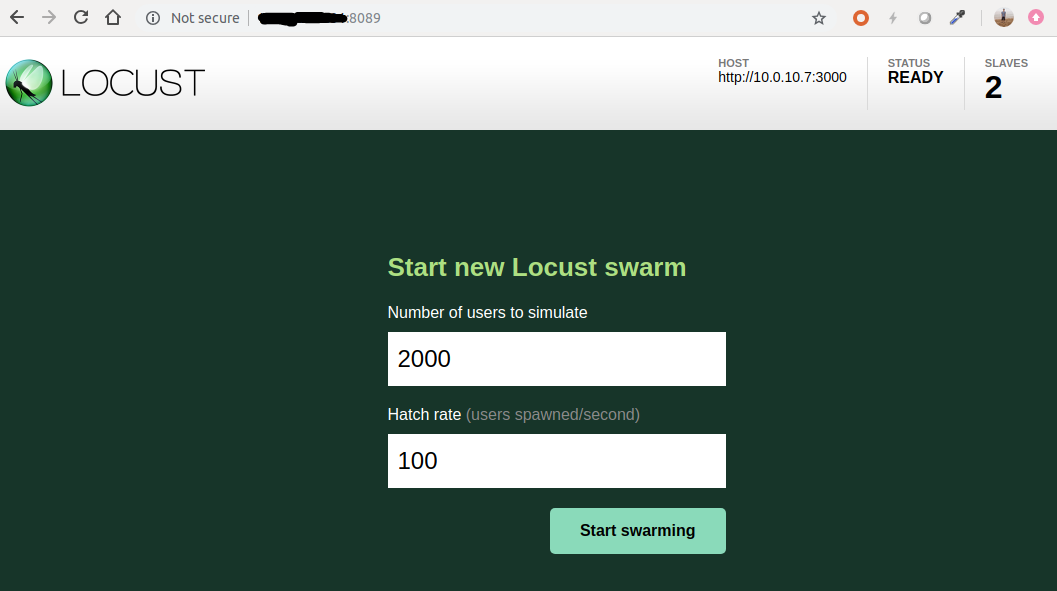 Not secure :8089
LOCUST
HOST
http://10.0.10.7:3000
STATUS
READY
SLAVES
2
Start new Locust swarm
Number of users to simulate
2000
Hatch rate (users spawned/second)
100
Start swarming